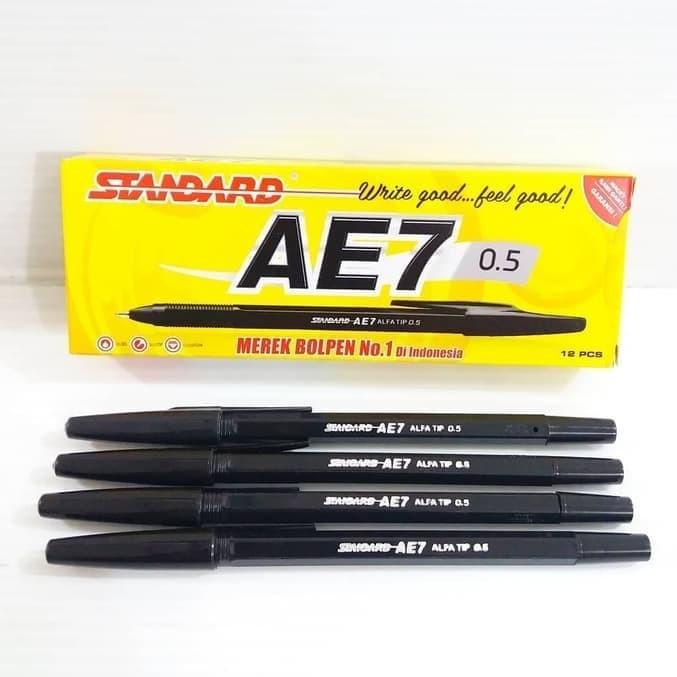 STANDARD
Write good...feel good!
AE7 0.5
STANDARD AE7 ALFA TIP 0.5
MEREK BOLPEN No.1 Di Indonesia
12 PCS
STANDARD AE7 ALFA TIP 0.5
STANDARD AE7 ALFA TIP 0.5
STANDARD AE7 ALFA TIP 0.5
STANDARD AE7 ALFA TIP 0.5